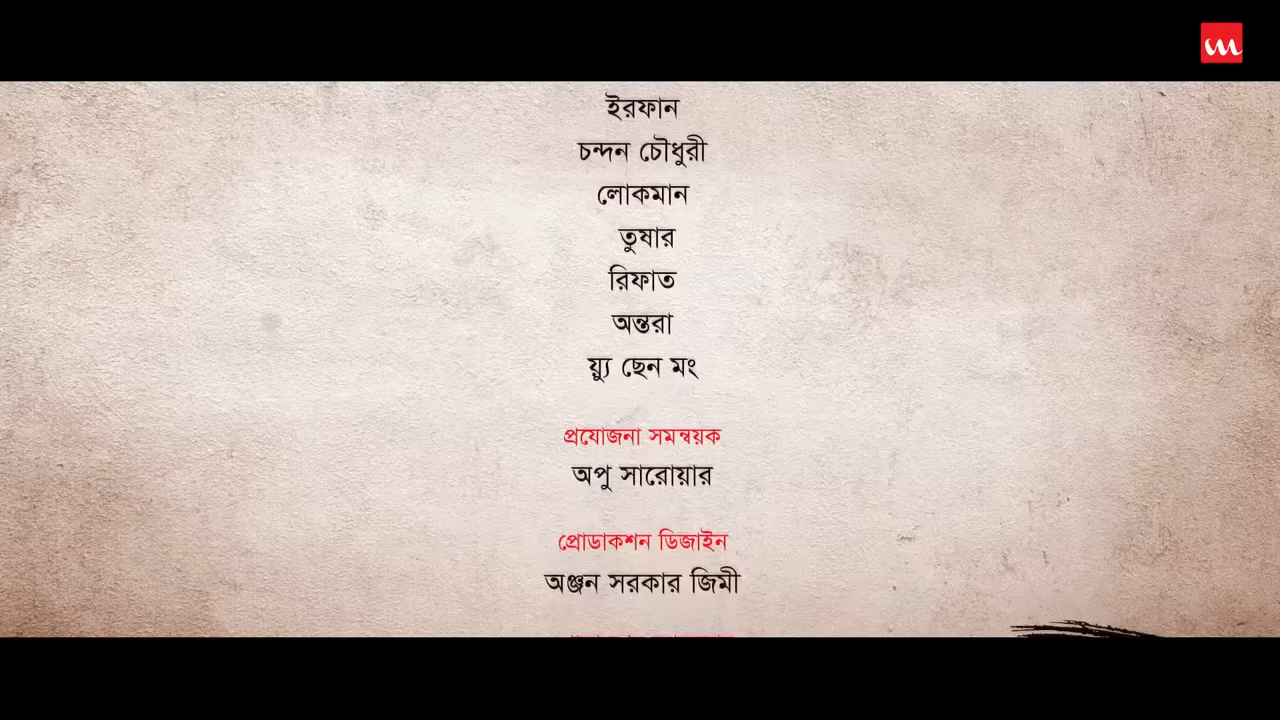 ইরফান
চন্দন চৌধুরী
লোকমান
তুষার
রিফাত
অন্তরা
য়্যু ছেন মং
প্রযোজনা সমন্বয়ক
অপু সারোয়ার
প্রোডাকশন ডিজাইন
অঞ্জন সরকার জিমী